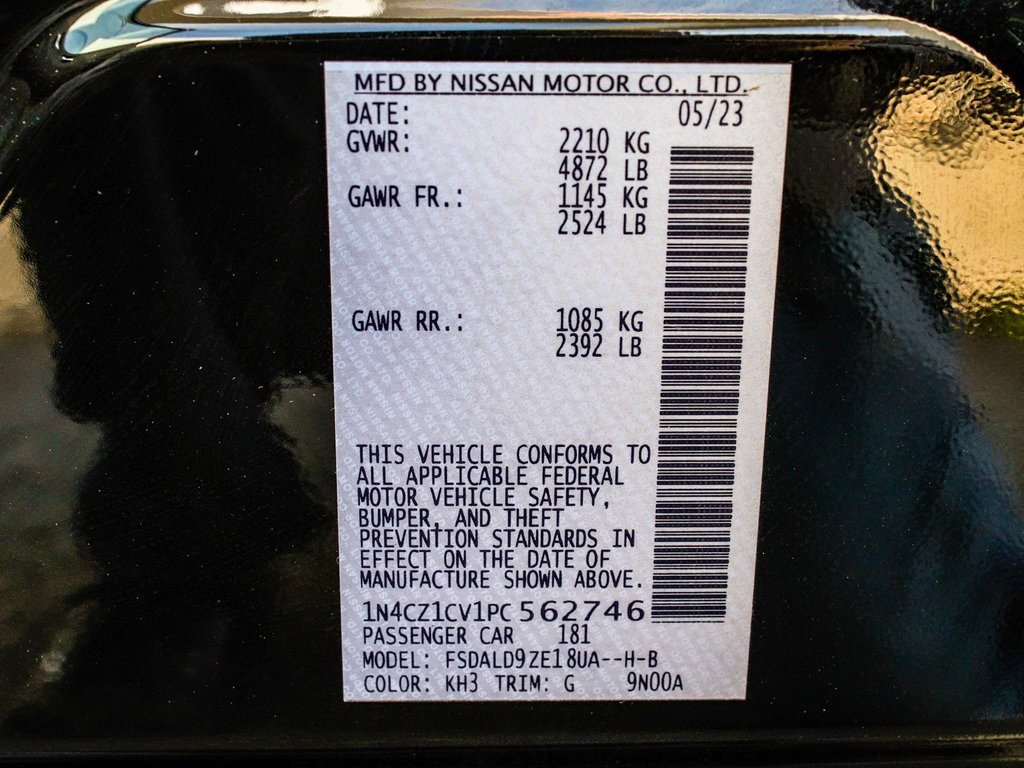 MFD BY NISSAN MOTOR CO., LTD.
DATE: 05/23
GVWR: 2210 KG
4872 LB
GAWR FR.: 1145 KG
2524 LB
GAWR RR.: 1085 KG
2392 LB
THIS VEHICLE CONFORMS TO
ALL APPLICABLE FEDERAL
MOTOR VEHICLE SAFETY,
BUMPER, AND THEFT
PREVENTION STANDARDS IN
EFFECT ON THE DATE OF
MANUFACTURE SHOWN ABOVE.
1N4CZ1CV1PC562746
PASSENGER CAR 181
MODEL: FSDALD9ZE18UA--H-B
COLOR: KH3 TRIM: G 9N00A